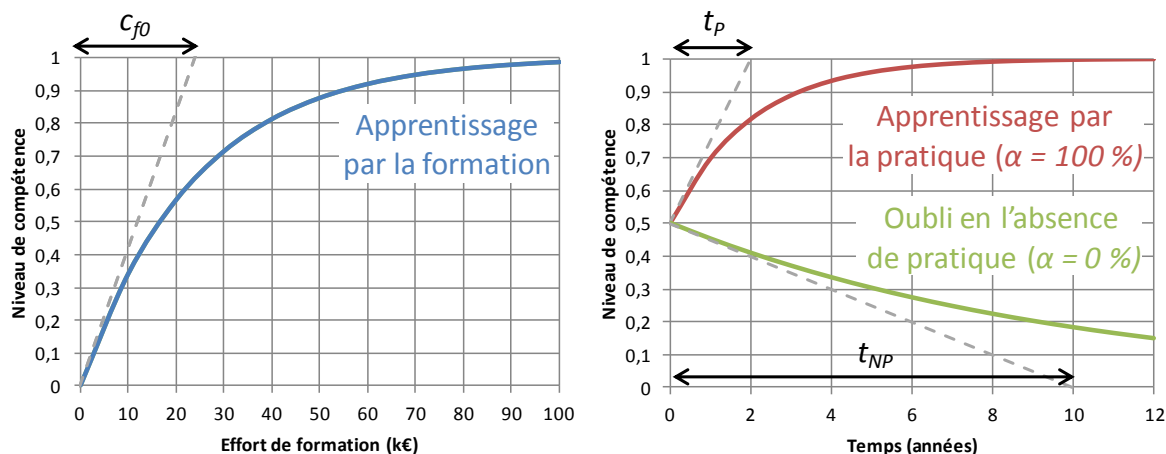 c_f0
1
0,9
0,8
0,7
0,6
0,5
0,4
0,3
0,2
0,1
0
Niveau de compétence
Apprentissage
par la formation
0 10 20 30 40 50 60 70 80 90 100
Effort de formation (k€)
t_P
1
0,9
0,8
0,7
0,6
0,5
0,4
0,3
0,2
0,1
0
Niveau de compétence
Apprentissage par
la pratique (α = 100 %)
Oubli en l’absence
de pratique (α = 0 %)
t_NP
0 2 4 6 8 10 12
Temps (années)